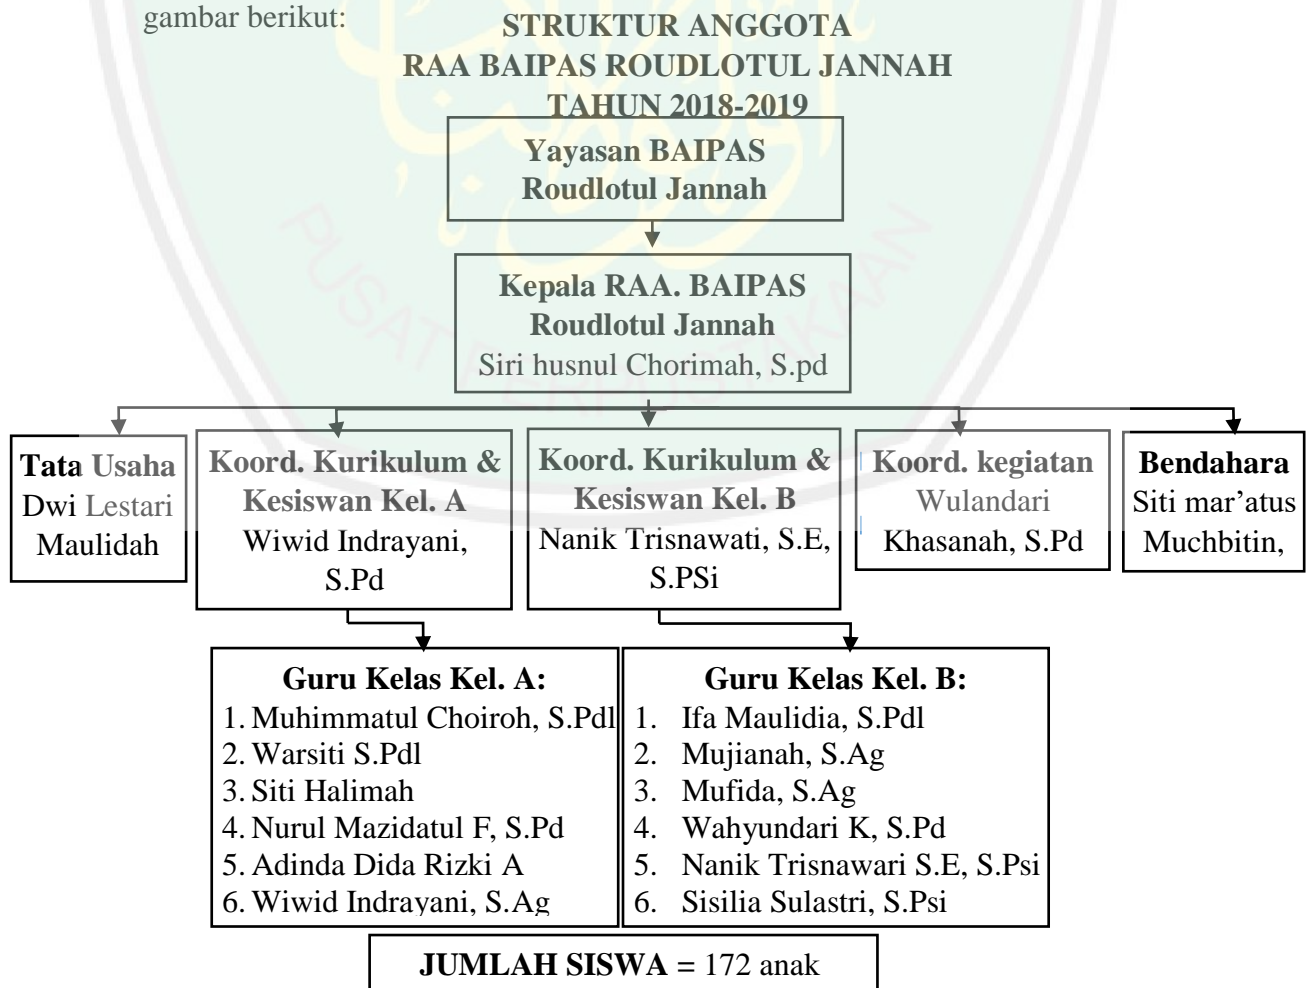 gambar berikut:
STRUKTUR ANGGOTA
RAA BAIPAS ROUDLOTUL JANNAH
TAHUN 2018-2019
Yayasan BAIPAS
Roudlotul Jannah
Kepala RAA. BAIPAS
Roudlotul Jannah
Siri husnul Chorimah, S.pd
Tata Usaha
Dwi Lestari
Maulidah
Koord. Kurikulum &
Kesiswan Kel. A
Wiwid Indrayani,
S.Pd
Koord. Kurikulum &
Kesiswan Kel. B
Nanik Trisnawati, S.E,
S.PSi
Koord. kegiatan
Wulandari
Khasanah, S.Pd
Bendahara
Siti mar’atus
Muchbitin,
Guru Kelas Kel. A:
1. Muhimmatul Choiroh, S.Pdl
2. Warsiti S.Pdl
3. Siti Halimah
4. Nurul Mazidatul F, S.Pd
5. Adinda Dida Rizki A
6. Wiwid Indrayani, S.Ag
Guru Kelas Kel. B:
1. Ifa Maulidia, S.Pdl
2. Mujianah, S.Ag
3. Mufida, S.Ag
4. Wahyundari K, S.Pd
5. Nanik Trisnawari S.E, S.Psi
6. Sisilia Sulastri, S.Psi
JUMLAH SISWA = 172 anak
PUSAT PERPUSTAKAAN